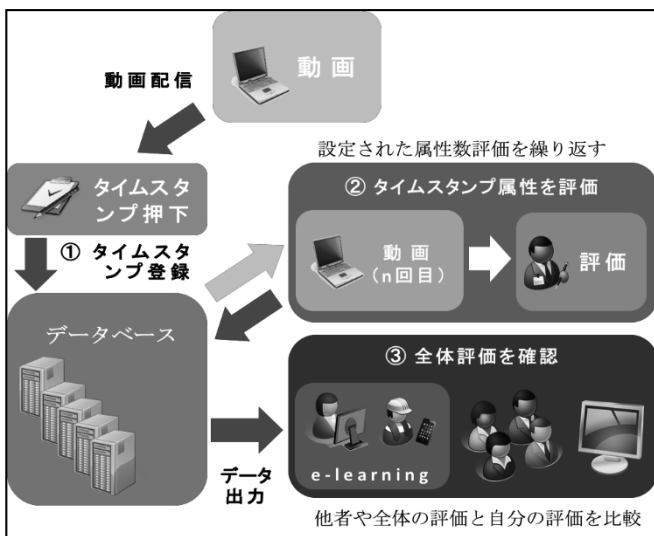 動画
動画配信
タイムスタ
ンプ押下
① タイムスタ
ンプ登録
データベース
設定された属性数評価を繰り返す
② タイムスタンプ属性を評価
動画
(n回目)
評価
③ 全体評価を確認
e-learning
データ
出力
他者や全体の評価と自分の評価を比較